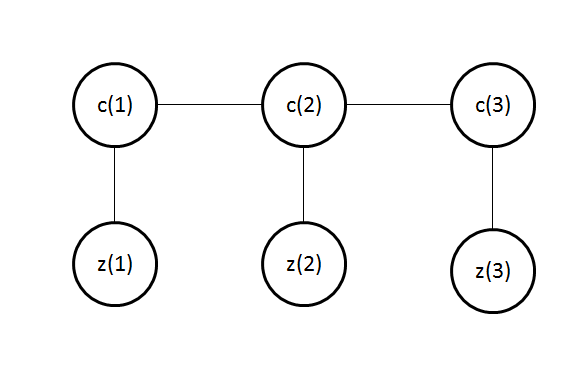 c(1) c(2) c(3)
z(1) z(2) z(3)